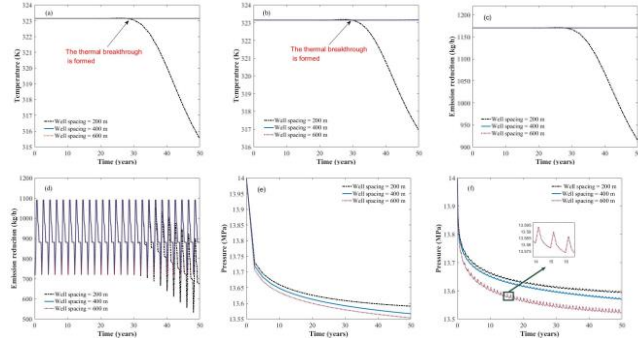 (a)
Temperature (K)
324
323
322
321
320
319
318
317
316
315
The thermal breakthrough
is formed
Well spacing = 200 m
Well spacing = 400 m
Well spacing = 600 m
0 10 20 30 40 50
Time (years)
(b)
Temperature (K)
324
323
322
321
320
319
318
317
316
The thermal breakthrough
is formed
Well spacing = 200 m
Well spacing = 400 m
Well spacing = 600 m
0 10 20 30 40 50
Time (years)
(c)
Emission reduciton (kg/h)
1150
1100
1050
1000
950
900
Well spacing = 200 m
Well spacing = 400 m
Well spacing = 600 m
0 10 20 30 40 50
Time (years)
(d)
Emission reduciton (kg/h)
1200
1100
1000
900
800
700
600
500
Well spacing = 200 m
Well spacing = 400 m
Well spacing = 600 m
0 10 20 30 40 50
Time (years)
(e)
Pressure (MPa)
14
13.95
13.9
13.85
13.8
13.75
13.7
13.65
13.6
13.55
Well spacing = 200 m
Well spacing = 400 m
Well spacing = 600 m
0 10 20 30 40 50
Time (years)
(f)
Pressure (MPa)
14
13.9
13.8
13.7
13.6
13.5
Well spacing = 200 m
Well spacing = 400 m
Well spacing = 600 m
0 10 20 30 40 50
Time (years)